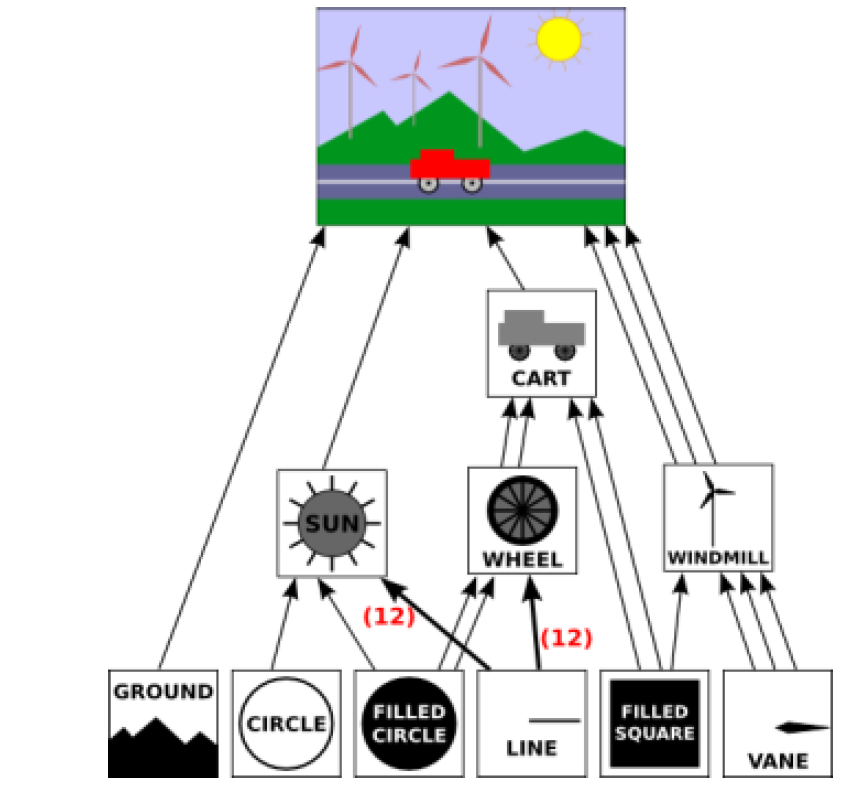 CART
SUN
WHEEL
WINDMILL
(12)
(12)
GROUND
CIRCLE
FILLED
CIRCLE
LINE
FILLED
SQUARE
VANE